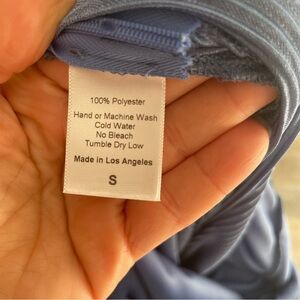 100% Polyester
Hand or Machine Wash
Cold Water
No Bleach
Tumble Dry Low
Made in Los Angeles
S